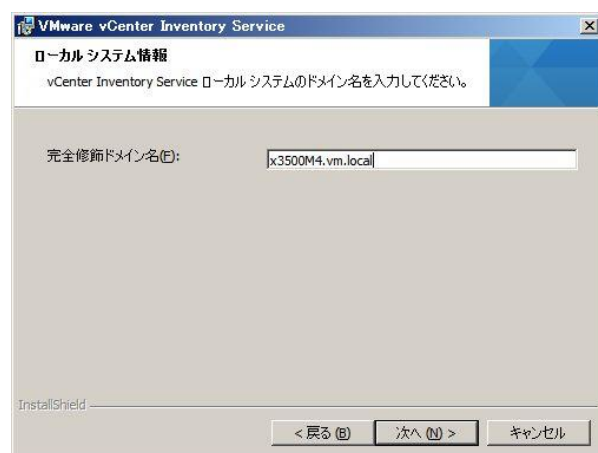 VMware vCenter Inventory Service
ローカル システム情報
vCenter Inventory Service ローカル システムのドメイン名を入力してください。
完全修飾ドメイン名(F):
x3500M4.vm.local
InstallShield
< 戻る(B)
次へ(N) >
キャンセル